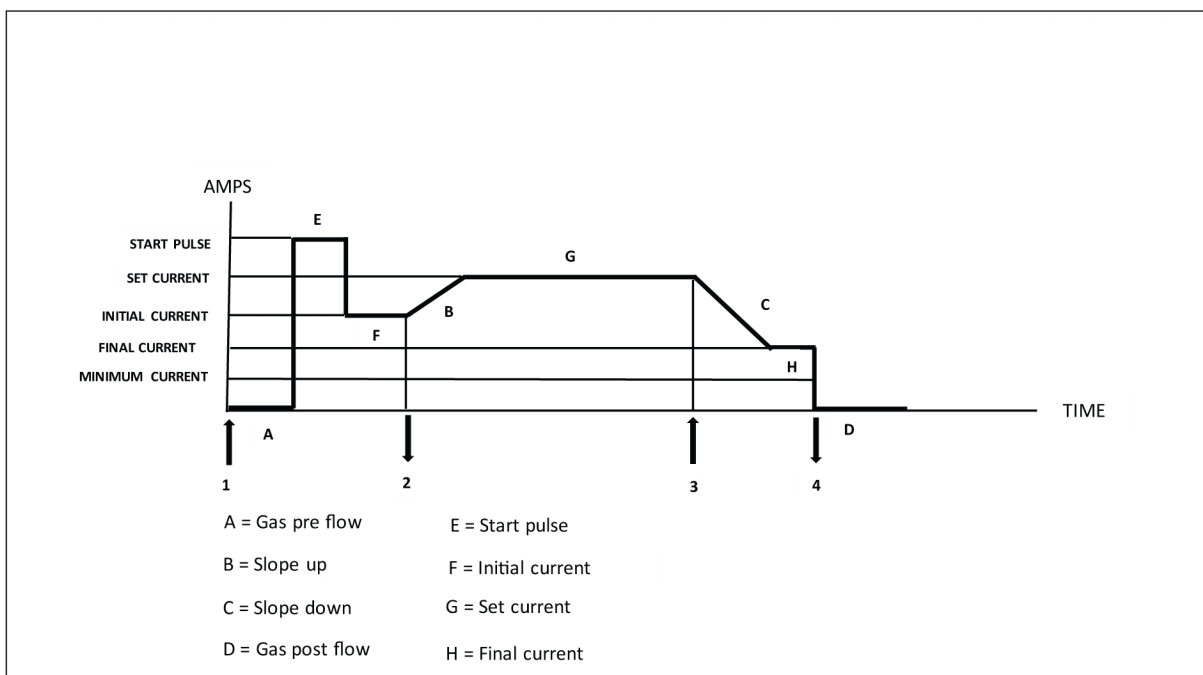 AMPS
E
START PULSE
G
SET CURRENT
C
B
INITIAL CURRENT
F
FINAL CURRENT
H
MINIMUM CURRENT
TIME
A
D
1
2
3
4
A = Gas pre flow
E = Start pulse
B = Slope up
F = Initial current
C = Slope down
G = Set current
D = Gas post flow
H = Final current